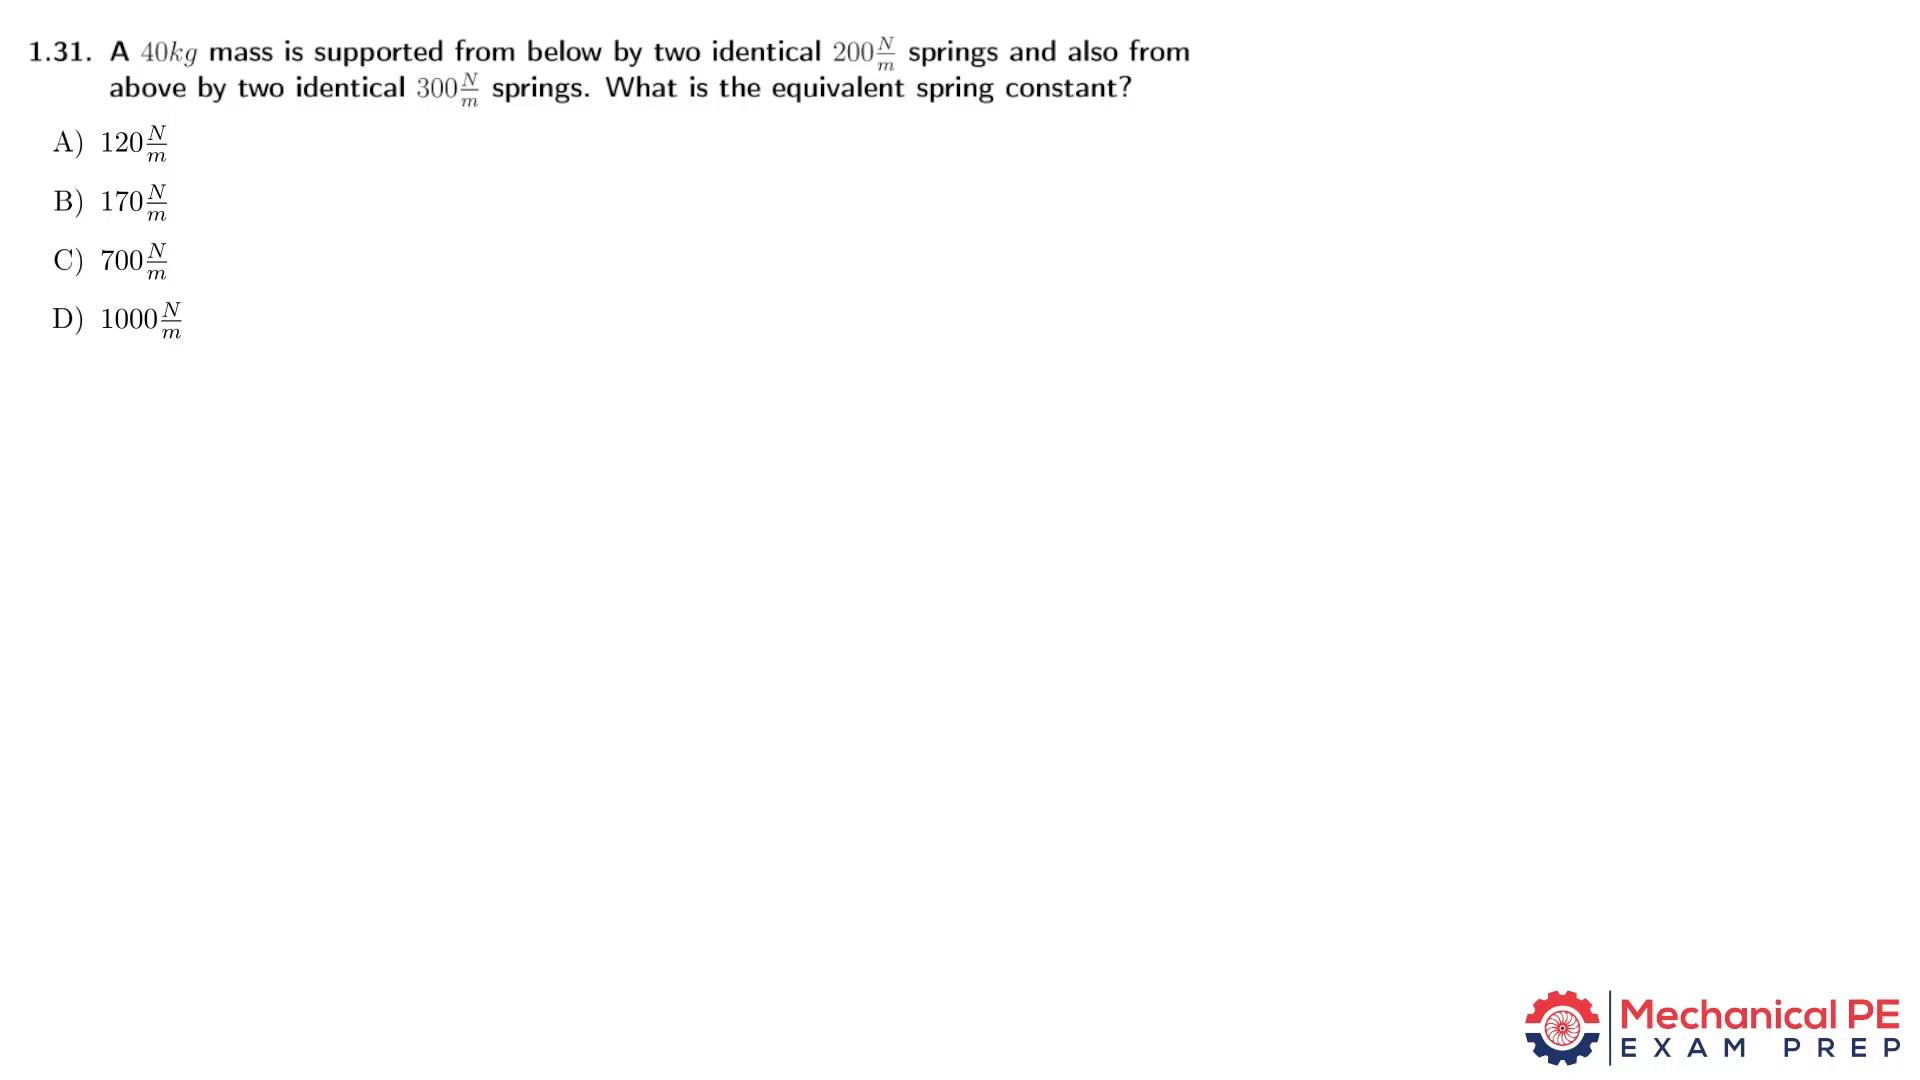 1.31. A 40kg mass is supported from below by two identical 200 N/m springs and also from
above by two identical 300 N/m springs. What is the equivalent spring constant?
A) 120 N/m
B) 170 N/m
C) 700 N/m
D) 1000 N/m
Mechanical PE
EXAM PREP